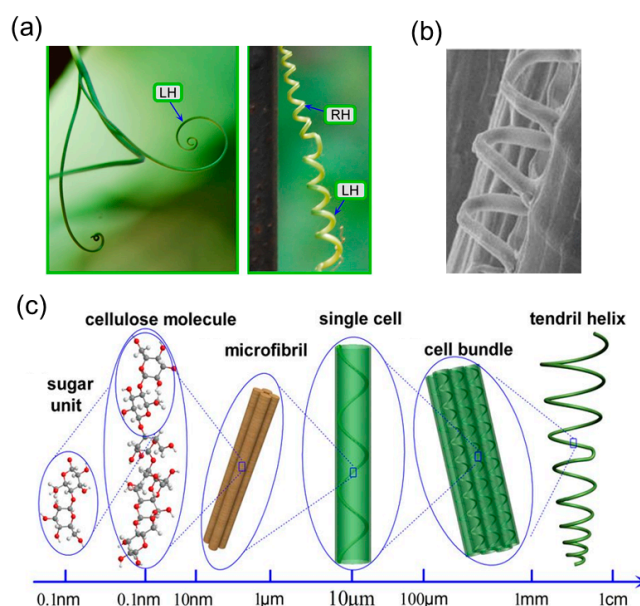 (a)
LH
RH
LH
(b)
(c)
cellulose molecule
single cell
tendril helix
microfibril
cell bundle
sugar
unit
0.1nm 0.1nm 10nm 1μm 10μm 100μm 1mm 1cm